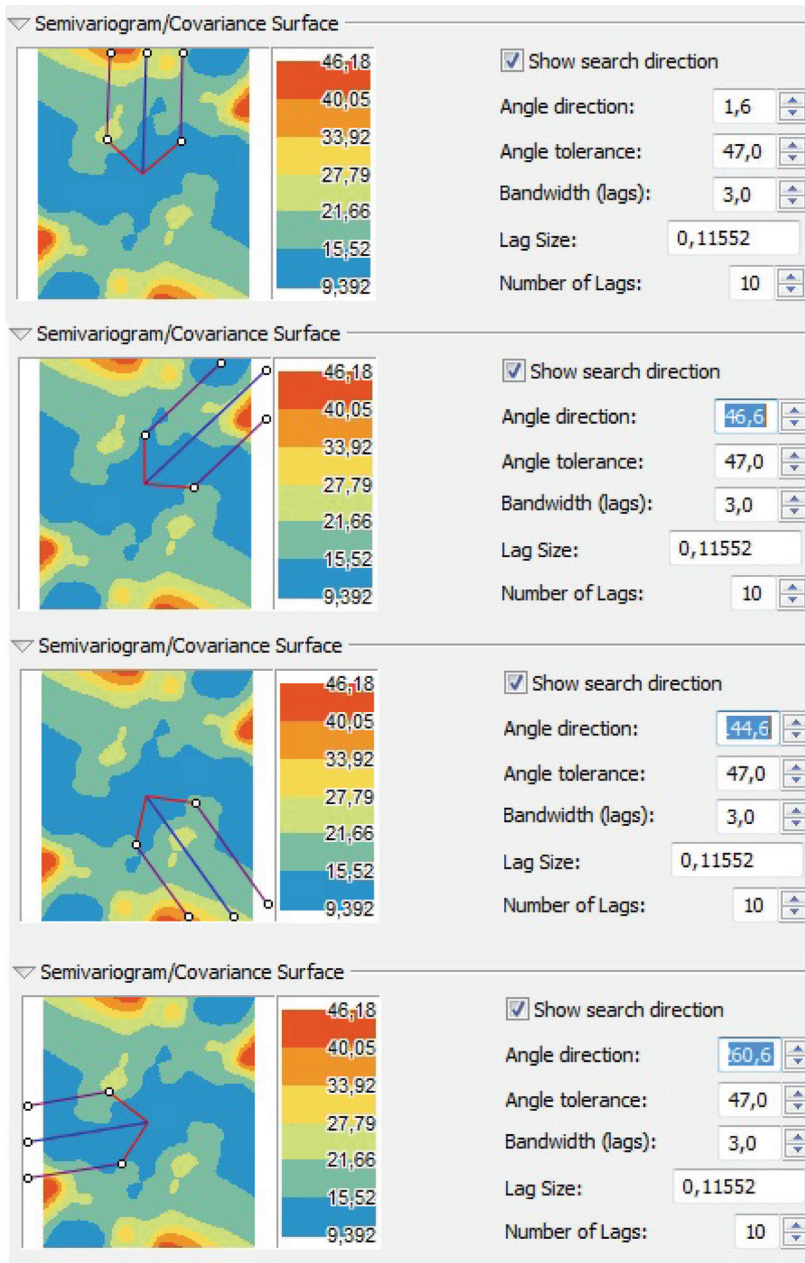 Semivariogram/Covariance Surface
46,18
40,05
33,92
27,79
21,66
15,52
9,392
Show search direction
Angle direction: 1,6
Angle tolerance: 47,0
Bandwidth (lags): 3,0
Lag Size: 0,11552
Number of Lags: 10
Semivariogram/Covariance Surface
46,18
40,05
33,92
27,79
21,66
15,52
9,392
Show search direction
Angle direction: 46,6
Angle tolerance: 47,0
Bandwidth (lags): 3,0
Lag Size: 0,11552
Number of Lags: 10
Semivariogram/Covariance Surface
46,18
40,05
33,92
27,79
21,66
15,52
9,392
Show search direction
Angle direction: 44,6
Angle tolerance: 47,0
Bandwidth (lags): 3,0
Lag Size: 0,11552
Number of Lags: 10
Semivariogram/Covariance Surface
46,18
40,05
33,92
27,79
21,66
15,52
9,392
Show search direction
Angle direction: 260,6
Angle tolerance: 47,0
Bandwidth (lags): 3,0
Lag Size: 0,11552
Number of Lags: 10